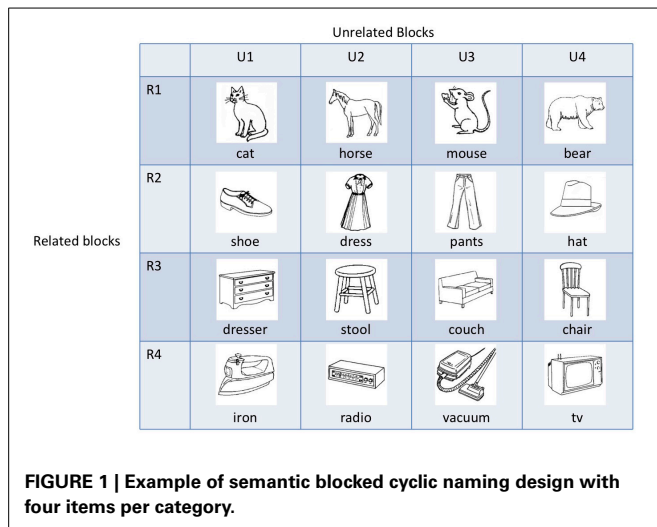 Unrelated Blocks
U1 U2 U3 U4
R1
cat horse mouse bear
R2
shoe dress pants hat
Related blocks
R3
dresser stool couch chair
R4
iron radio vacuum tv
FIGURE 1 | Example of semantic blocked cyclic naming design with
four items per category.